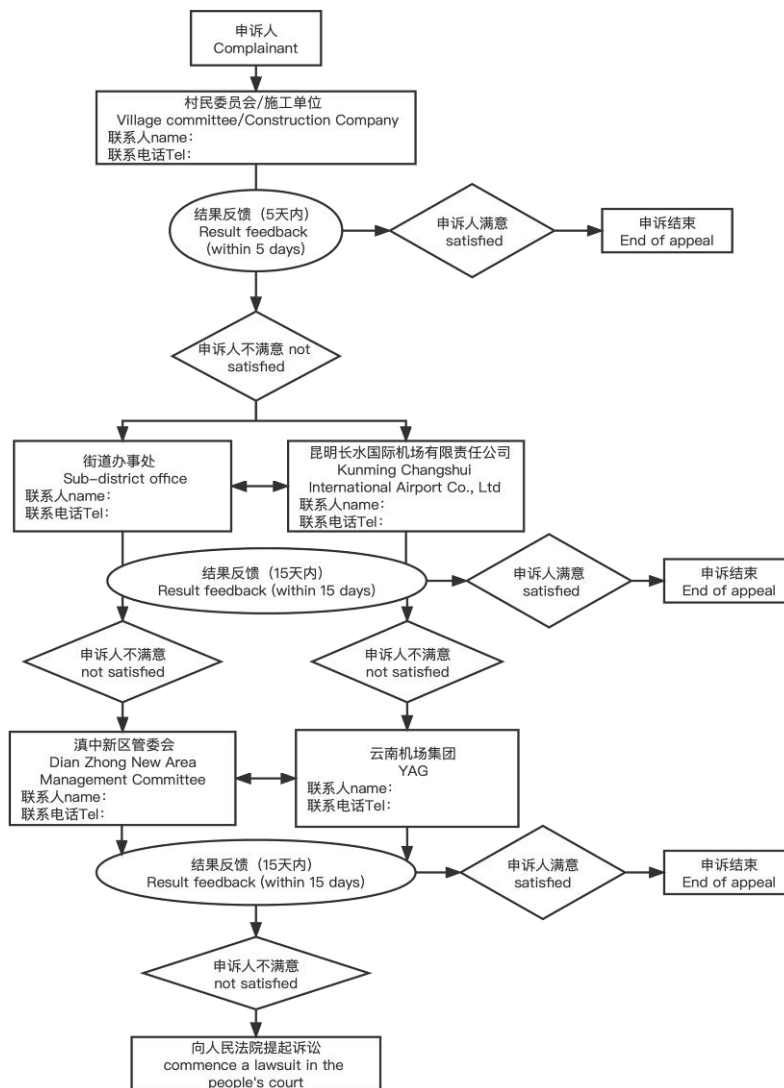 申诉人
Complainant
村民委员会/施工单位
Village committee/Construction Company
联系人name：
联系电话Tel：
结果反馈（5天内）
Result feedback
(within 5 days)
申诉人满意
satisfied
申诉结束
End of appeal
申诉人不满意 not
satisfied
街道办事处
Sub-district office
联系人name：
联系电话Tel：
昆明长水国际机场有限责任公司
Kunming Changshui
International Airport Co., Ltd
联系人name：
联系电话Tel：
结果反馈（15天内）
Result feedback (within 15 days)
申诉人满意
satisfied
申诉结束
End of appeal
申诉人不满意
not satisfied
申诉人不满意
not satisfied
滇中新区管委会
Dian Zhong New Area
Management Committee
联系人name：
联系电话Tel：
云南机场集团
YAG
联系人name：
联系电话Tel：
结果反馈（15天内）
Result feedback (within 15 days)
申诉人满意
satisfied
申诉结束
End of appeal
申诉人不满意
not satisfied
向人民法院提起诉讼
commence a lawsuit in the
people's court